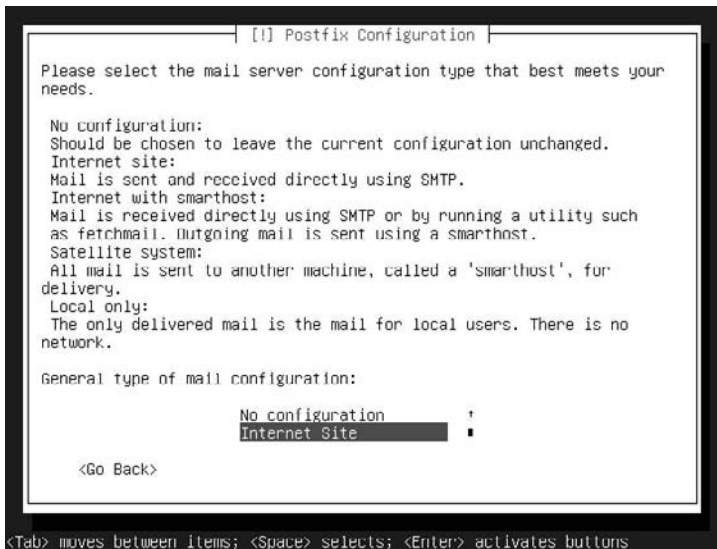 [!] Postfix Configuration
Please select the mail server configuration type that best meets your
needs.
No configuration:
Should be chosen to leave the current configuration unchanged.
Internet site:
Mail is sent and received directly using SMTP.
Internet with smarthost:
Mail is received directly using SMTP or by running a utility such
as fetchmail. Outgoing mail is sent using a smarthost.
Satellite system:
All mail is sent to another machine, called a 'smarthost', for
delivery.
Local only:
The only delivered mail is the mail for local users. There is no
network.
General type of mail configuration:
No configuration
Internet Site
<Go Back>
<Tab> moves between items; <Space> selects; <Enter> activates buttons